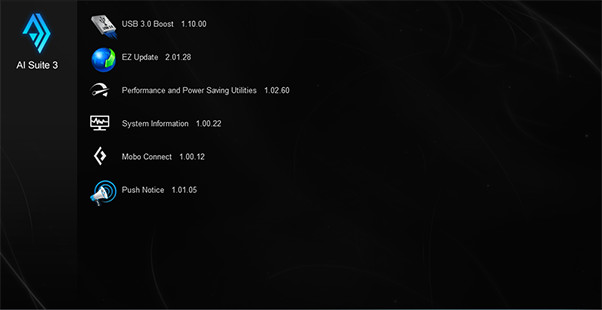 USB 3.0 Boost 1.10.00
EZ Update 2.01.28
AI Suite 3
Performance and Power Saving Utilities 1.02.60
System Information 1.00.22
Mobo Connect 1.00.12
Push Notice 1.01.05